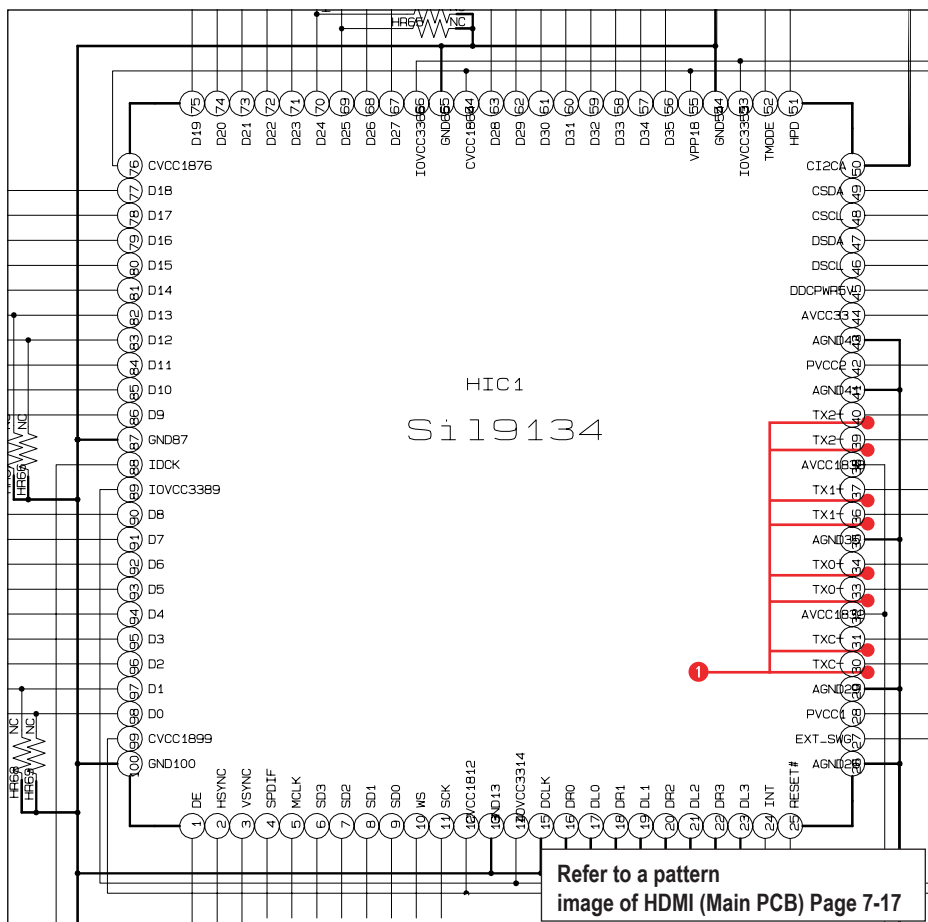 HR66 NC
75 74 73 72 71 70 69 68 67 66 65 64 63 62 61 60 59 58 57 56 55 54 53 52 51
D19 D20 D21 D22 D23 D24 D25 D26 D27 IOVCC3366 GND65 CVCC1864 D28 D29 D30 D31 D32 D33 D34 D35 VPP18 GND54 IOVCC3353 TMODE HPD
76 CVCC1876
77 D18
78 D17
79 D16
80 D15
81 D14
82 D13
83 D12
84 D11
85 D10
86 D9
87 GND87
88 IDCK
89 IOVCC3389
90 D8
91 D7
92 D6
93 D5
94 D4
95 D3
96 D2
97 D1
98 D0
99 CVCC1899
100 GND100
NC
HR65
NC
NC
HR68
HR69
HIC1
Sil9134
CI2CA 50
CSDA 49
CSCL 48
DSDA 47
DSCL 46
DDCPWR5V 45
AVCC33 44
AGND43 43
PVCC2 42
AGND41 41
TX2+ 40
TX2- 39
AVCC1838 38
TX1+ 37
TX1- 36
AGND35 35
TX0+ 34
TX0- 33
AVCC1832 32
TXC+ 31
TXC- 30
AGND29 29
PVCC1 28
EXT_SWG 27
AGND26 26
1
DE HSYNC VSYNC SPDIF MCLK SD3 SD2 SD1 SD0 WS SCK CVCC1812 GND13 IOVCC3314 DCLK DR0 DL0 DR1 DL1 DR2 DL2 DR3 DL3 INT RESET#
1 2 3 4 5 6 7 8 9 10 11 12 13 14 15 16 17 18 19 20 21 22 23 24 25
Refer to a pattern
image of HDMI (Main PCB) Page 7-17